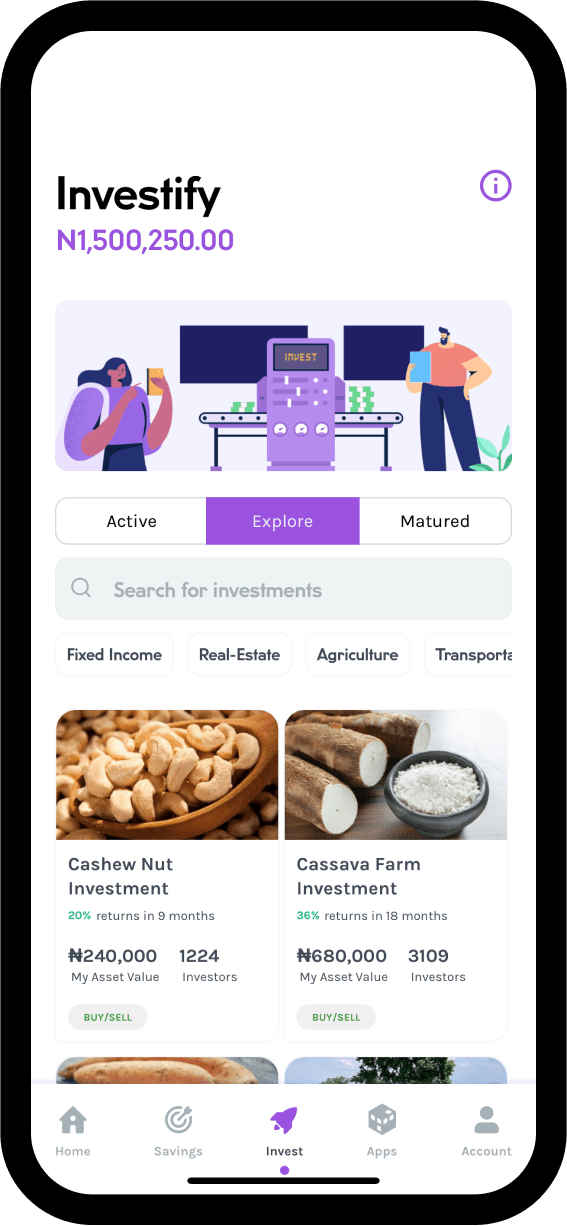 Investify
N1,500,250.00
INVEST
Active
Explore
Matured
Search for investments
Fixed Income
Real-Estate
Agriculture
Transporta
Cashew Nut
Investment
20% returns in 9 months
₦240,000 1224
My Asset Value Investors
BUY/SELL
Cassava Farm
Investment
36% returns in 18 months
₦680,000 3109
My Asset Value Investors
BUY/SELL
Home
Savings
Invest
Apps
Account